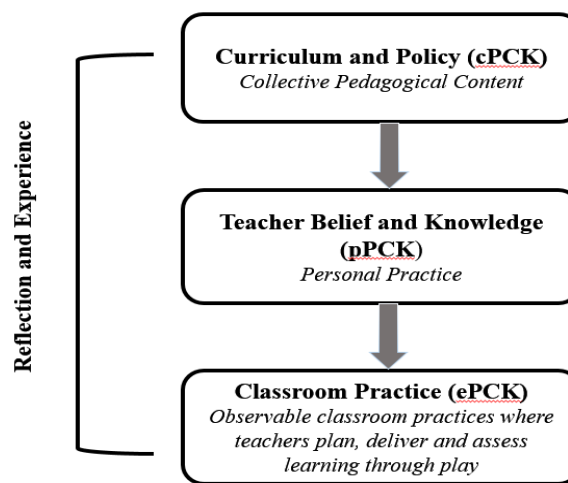 Reflection and Experience
Curriculum and Policy (cPCK)
Collective Pedagogical Content
Teacher Belief and Knowledge
(pPCK)
Personal Practice
Classroom Practice (ePCK)
Observable classroom practices where
teachers plan, deliver and assess
learning through play